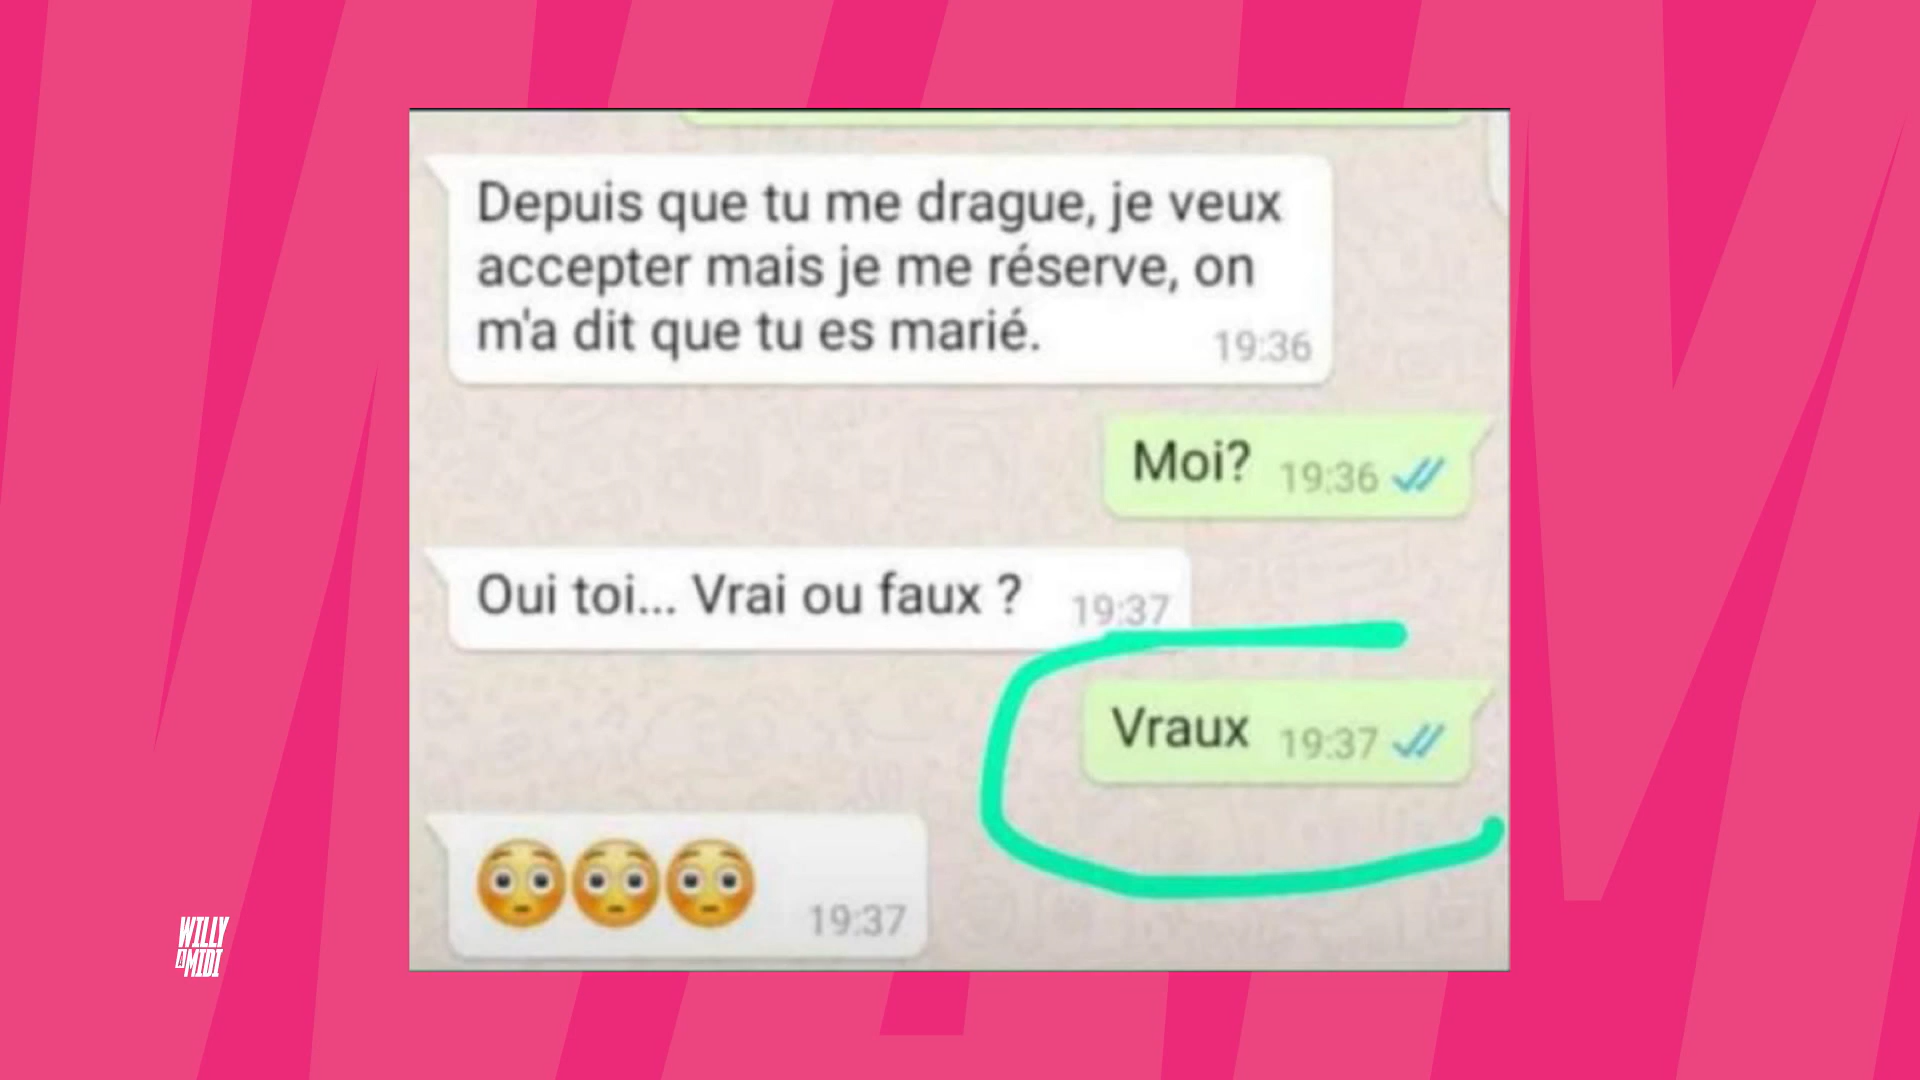 Depuis que tu me drague, je veux
accepter mais je me réserve, on
m'a dit que tu es marié.
19:36
Moi? 19:36
Oui toi... Vrai ou faux ? 19:37
Vraux 19:37
😳😳😳 19:37
WILLY
À MIDI